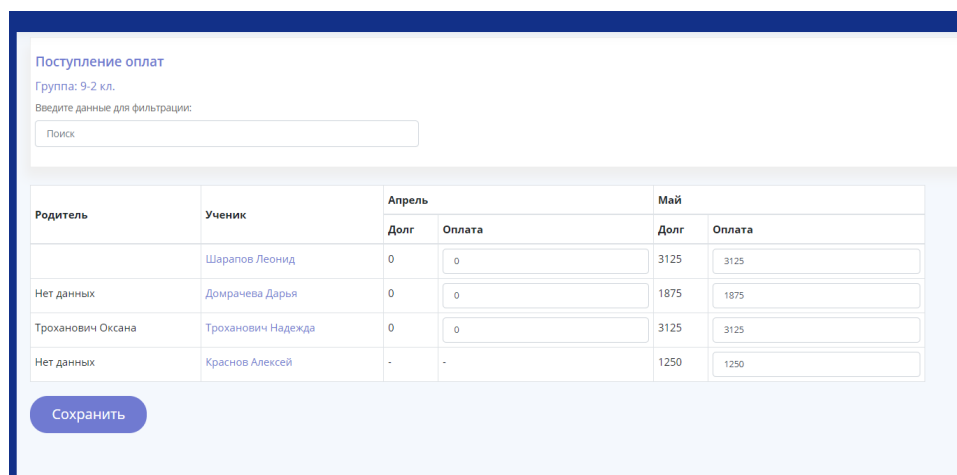 Поступление оплат
Группа: 9-2 кл.
Введите данные для фильтрации:
Поиск
Родитель Ученик Апрель Май
Долг Оплата Долг Оплата
Шарапов Леонид 0 0 3125 3125
Нет данных Домрачева Дарья 0 0 1875 1875
Троханович Оксана Троханович Надежда 0 0 3125 3125
Нет данных Краснов Алексей - - 1250 1250
Сохранить